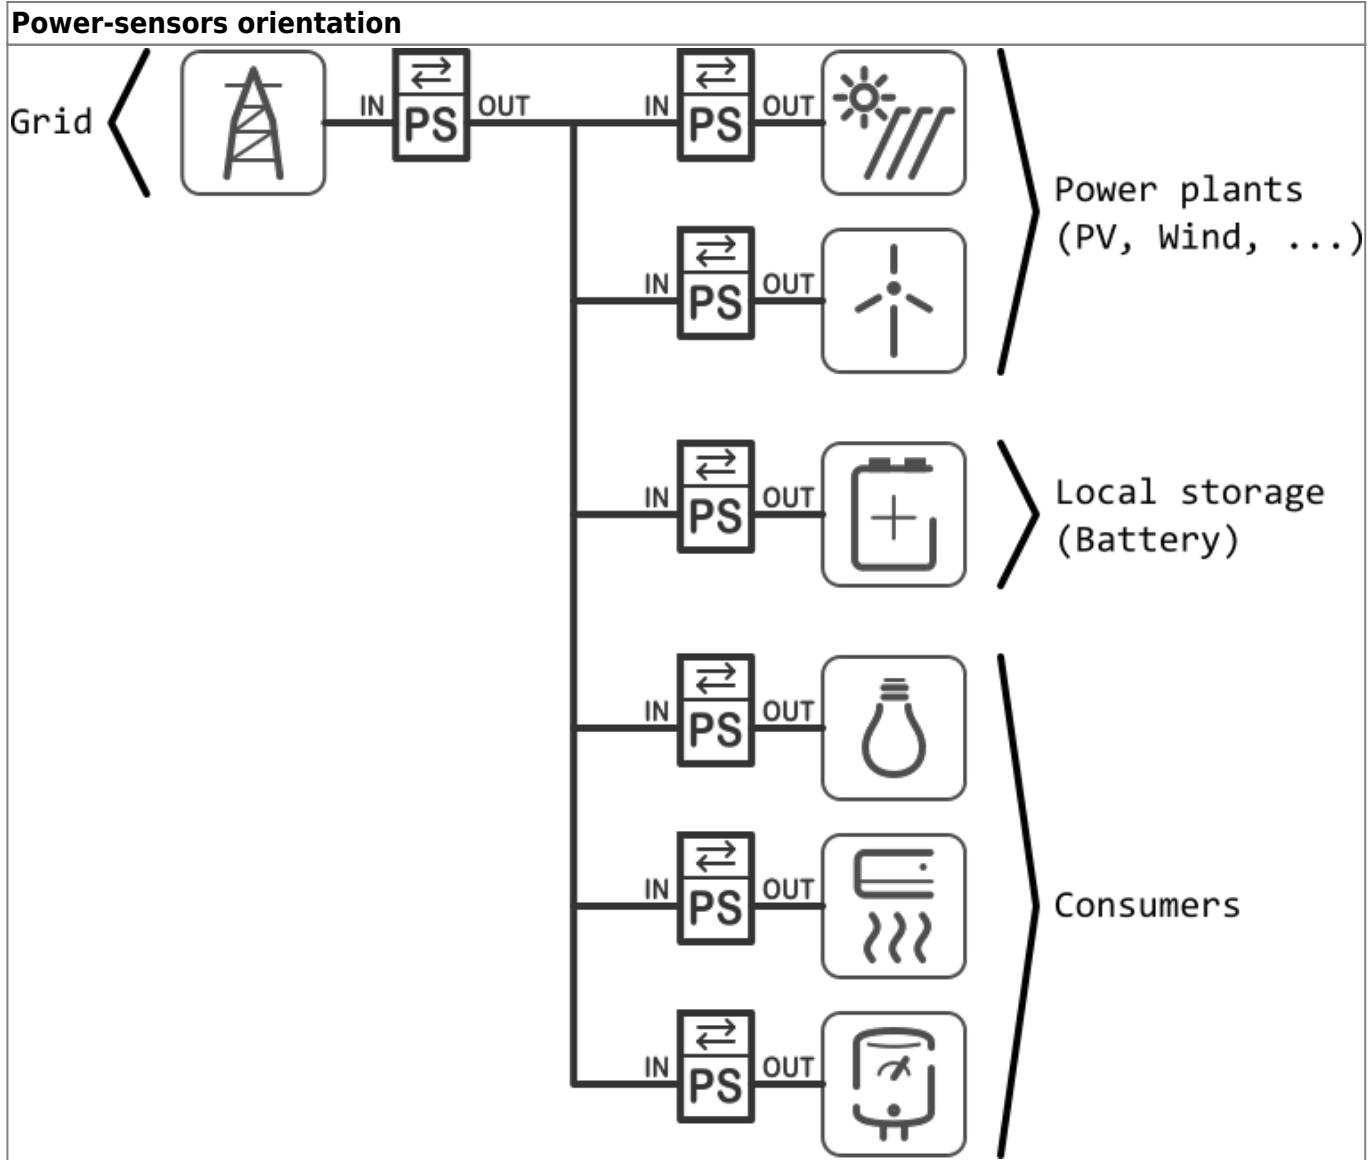 Power-sensors orientation
Grid
IN PS OUT
IN PS OUT
Power plants
(PV, Wind, ...)
IN PS OUT
IN PS OUT
Local storage
(Battery)
IN PS OUT
IN PS OUT
Consumers
IN PS OUT